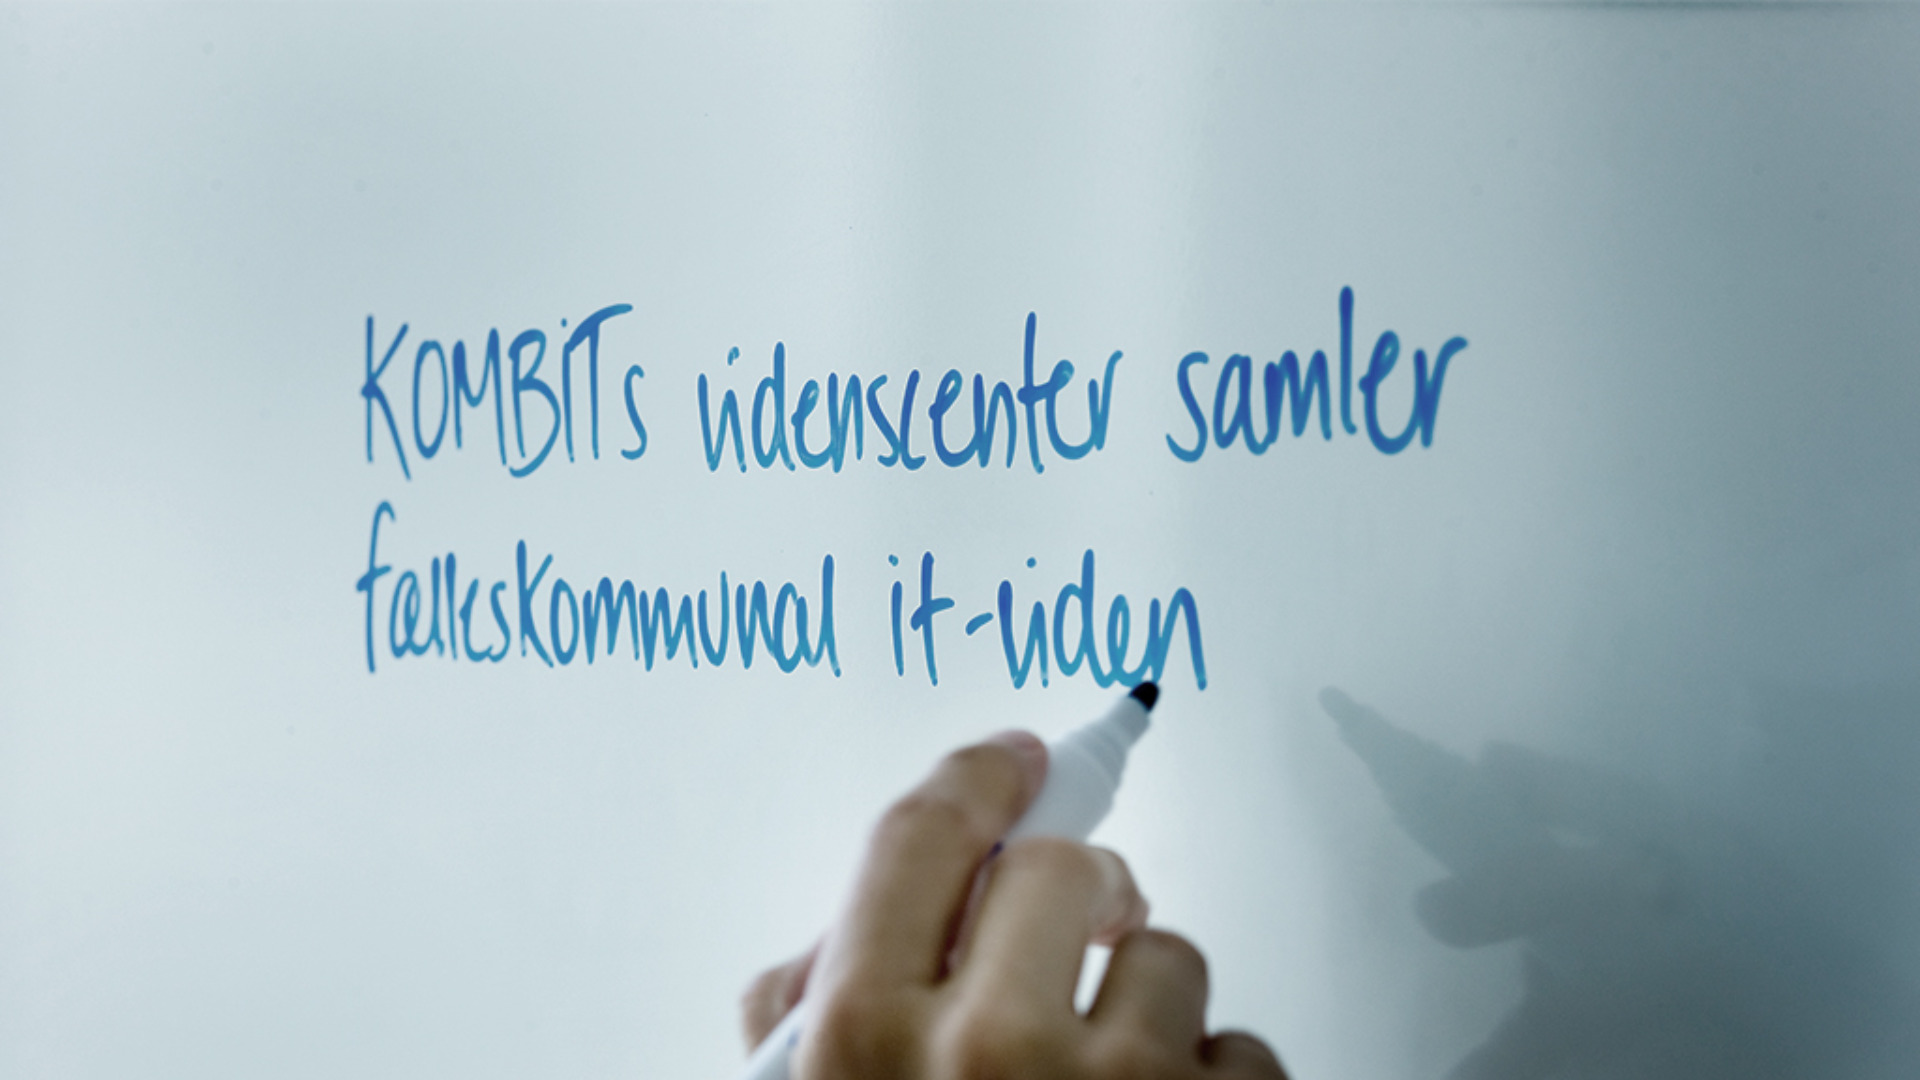 KOMBITs videnscenter samler
fælleskommunal it-viden